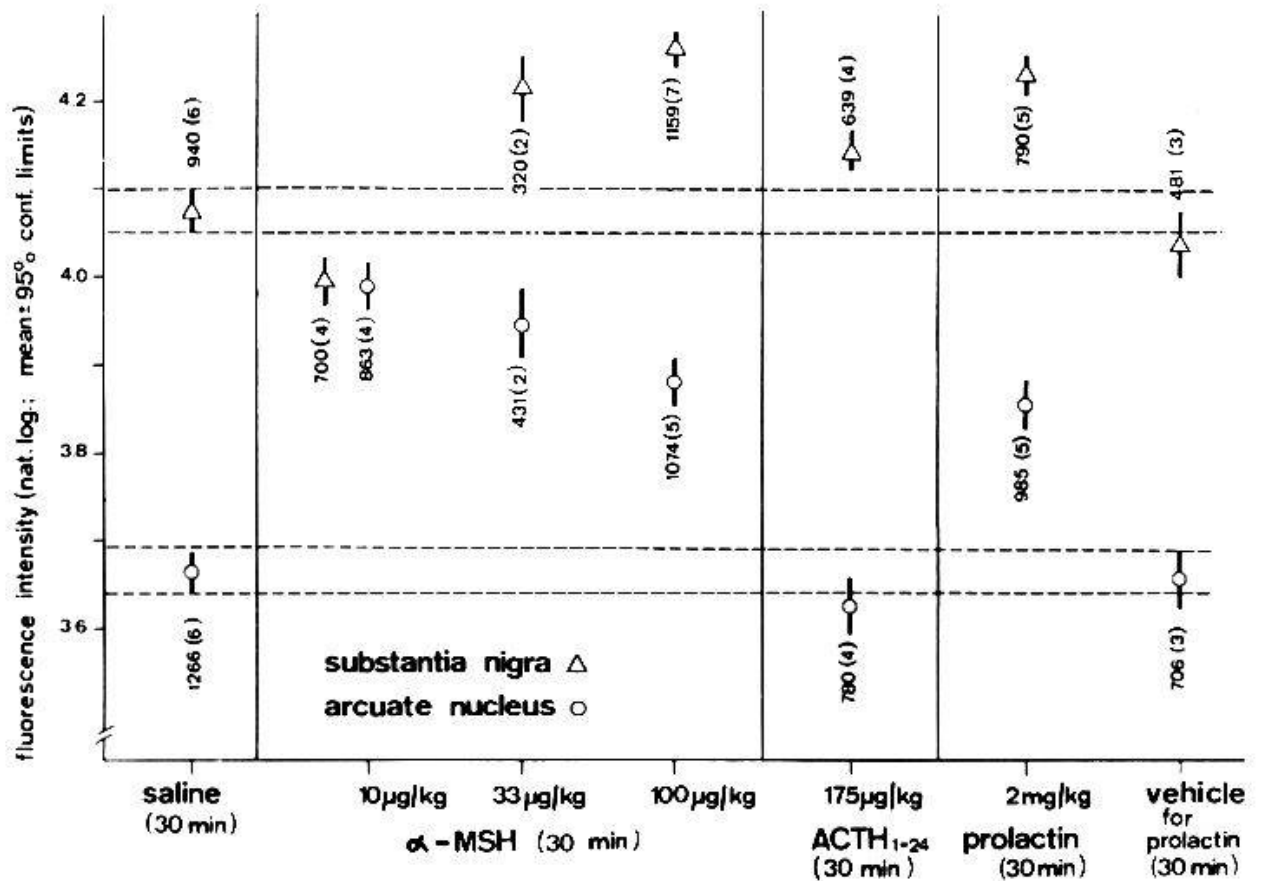 fluorescence intensity (nat. log.; mean ± 95% conf. limits)
4.2
4.0
3.8
3.6
940 (6)
1266 (6)
700 (4)
863 (4)
320 (2)
431 (2)
1159 (7)
1074 (5)
639 (4)
780 (4)
790 (5)
985 (5)
481 (3)
706 (3)
substantia nigra △
arcuate nucleus ○
saline
(30 min)
10µg/kg 33µg/kg 100µg/kg
α-MSH (30 min)
175µg/kg
ACTH1-24
(30 min)
2mg/kg
prolactin
(30min)
vehicle
for
prolactin
(30 min)